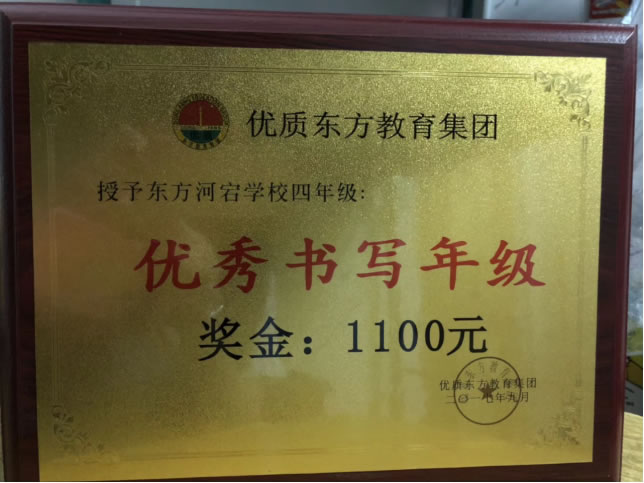 优质东方教育集团
授予东方河宕学校四年级:
优秀书写年级
奖金：1100元
优质东方教育集团
二〇一七年九月